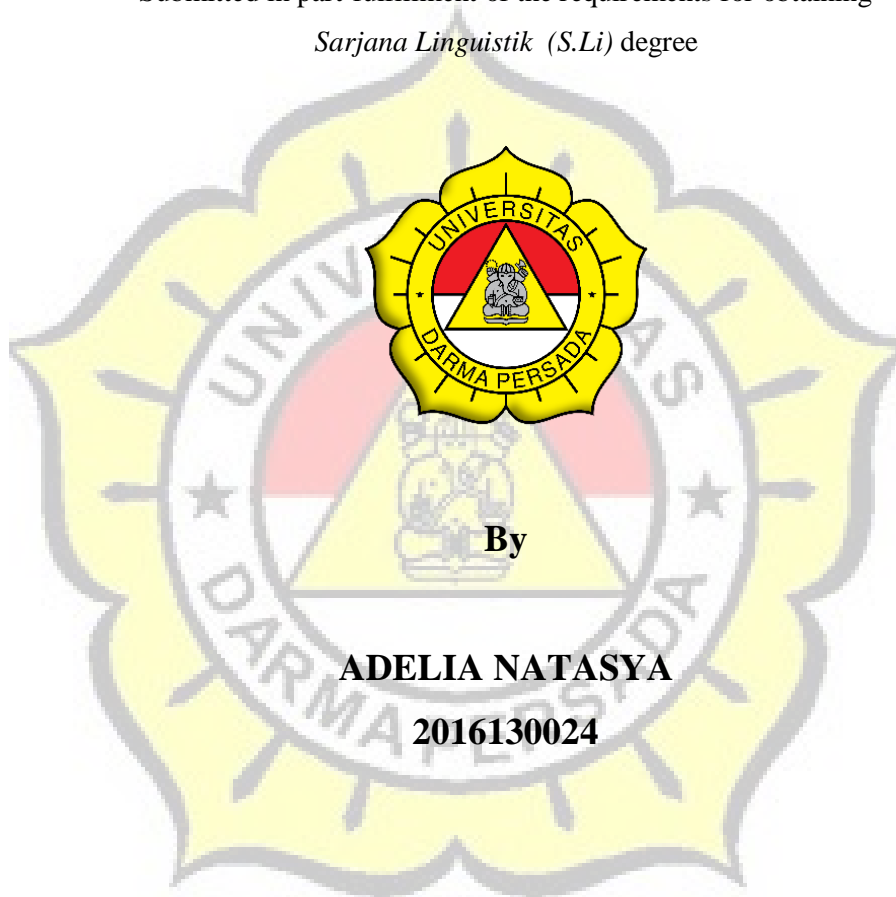 Submitted in part fulfillment of the requirements for obtaining
Sarjana Linguistik (S.Li) degree
UNIVERSITAS
DARMA PERSADA
By
ADELIA NATASYA
2016130024